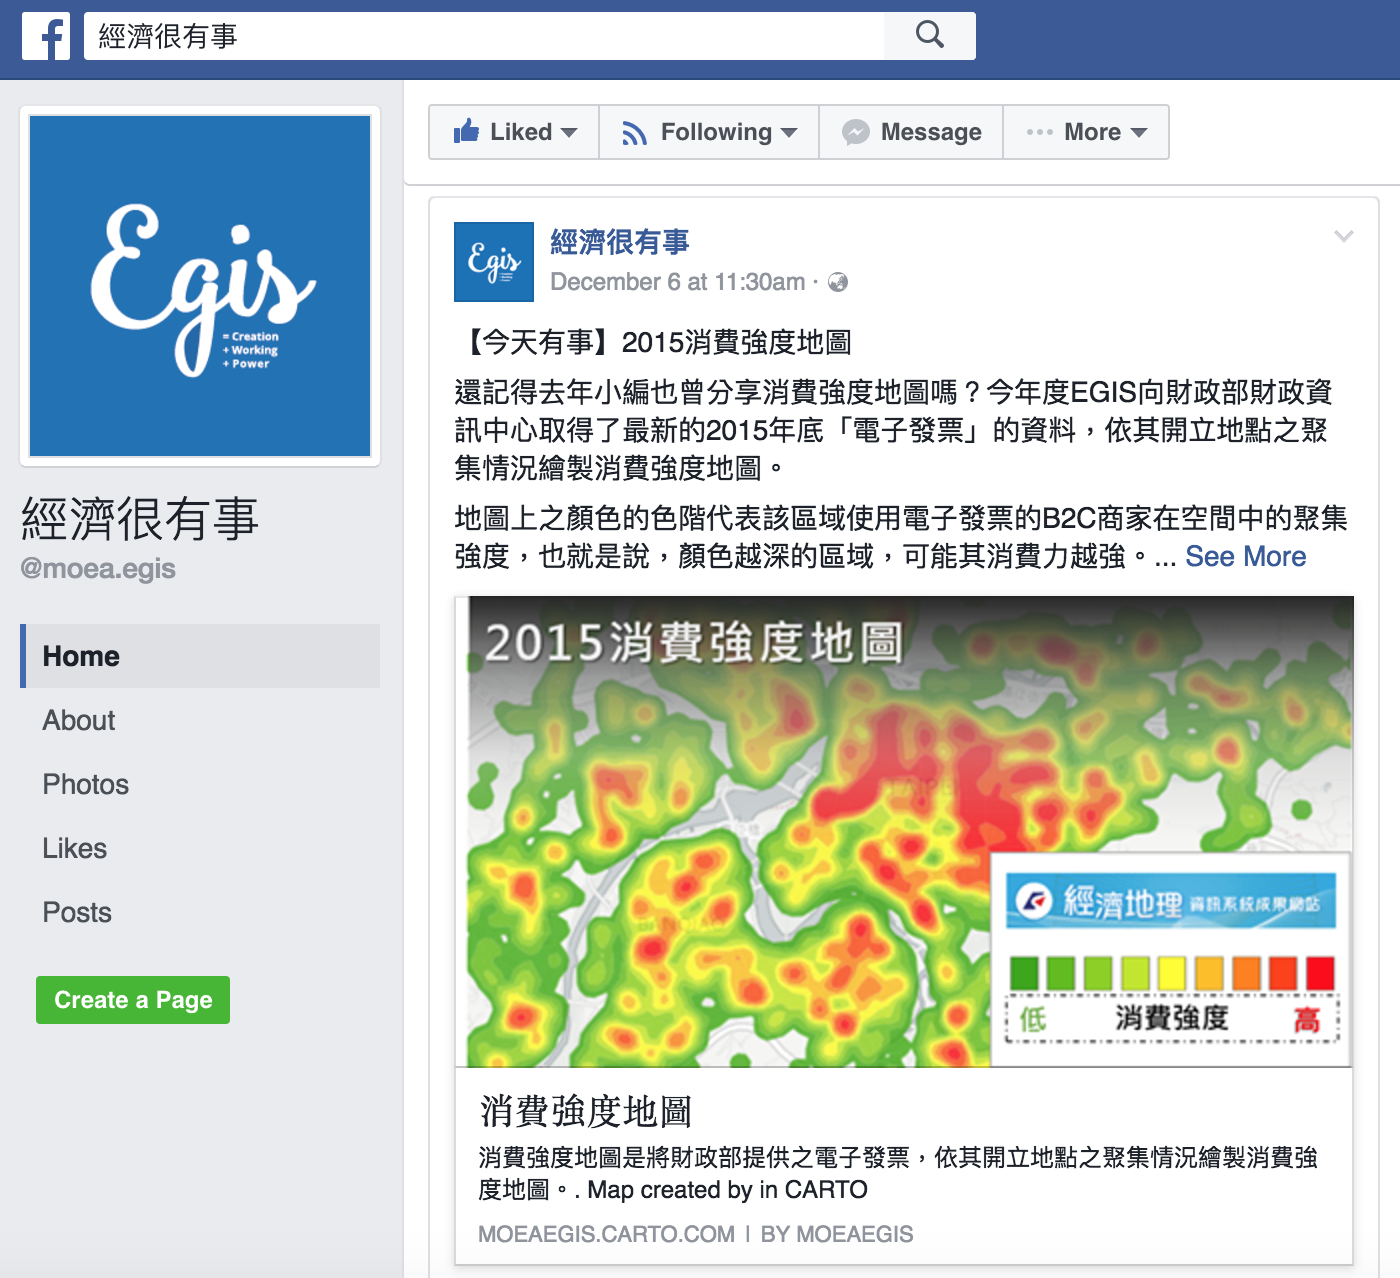 經濟很有事
Egis
= Creation
+ Working
+ Power
經濟很有事
@moea.egis
Home
About
Photos
Likes
Posts
Create a Page
Liked
Following
Message
More
Egis
經濟很有事
December 6 at 11:30am ·
【今天有事】2015消費強度地圖
還記得去年小編也曾分享消費強度地圖嗎？今年度EGIS向財政部財政資
訊中心取得了最新的2015年底「電子發票」的資料，依其開立地點之聚
集情況繪製消費強度地圖。
地圖上之顏色的色階代表該區域使用電子發票的B2C商家在空間中的聚集
強度，也就是說，顏色越深的區域，可能其消費力越強。... See More
2015消費強度地圖
TAIPEI
BANQIAO
經濟地理 資訊系統成果網站
低 消費強度 高
消費強度地圖
消費強度地圖是將財政部提供之電子發票，依其開立地點之聚集情況繪製消費強
度地圖。. Map created by in CARTO
MOEAEGIS.CARTO.COM | BY MOEAEGIS